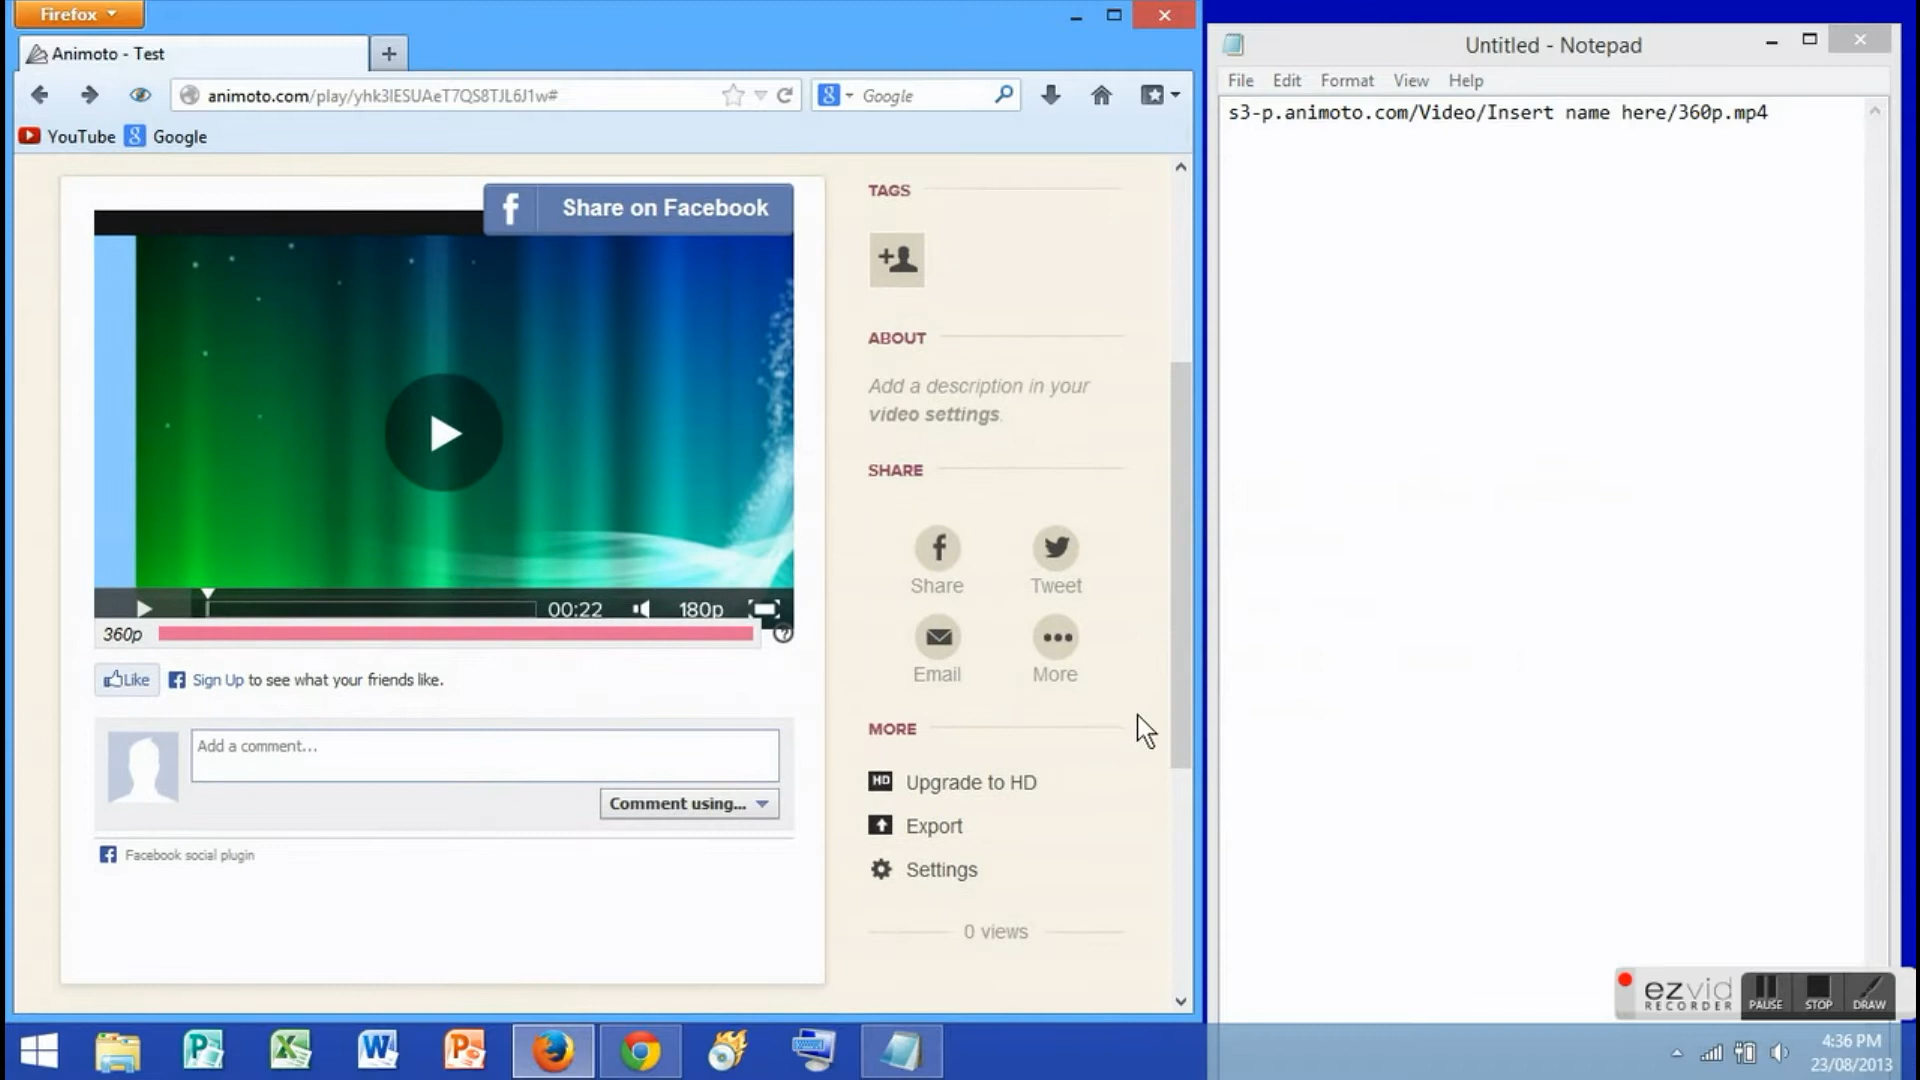 Firefox
Animoto - Test
animoto.com/play/yhk3lESUAeT7QS8TJL6J1w#
Google
YouTube
Google
Share on Facebook
00:22
180p
360p
Like
Sign Up to see what your friends like.
Add a comment...
Comment using...
Facebook social plugin
TAGS
ABOUT
Add a description in your
video settings.
SHARE
Share
Tweet
Email
More
MORE
HD Upgrade to HD
Export
Settings
0 views
Untitled - Notepad
File Edit Format View Help
s3-p.animoto.com/Video/Insert name here/360p.mp4
ezvid
RECORDER
PAUSE
STOP
DRAW
4:36 PM
23/08/2013